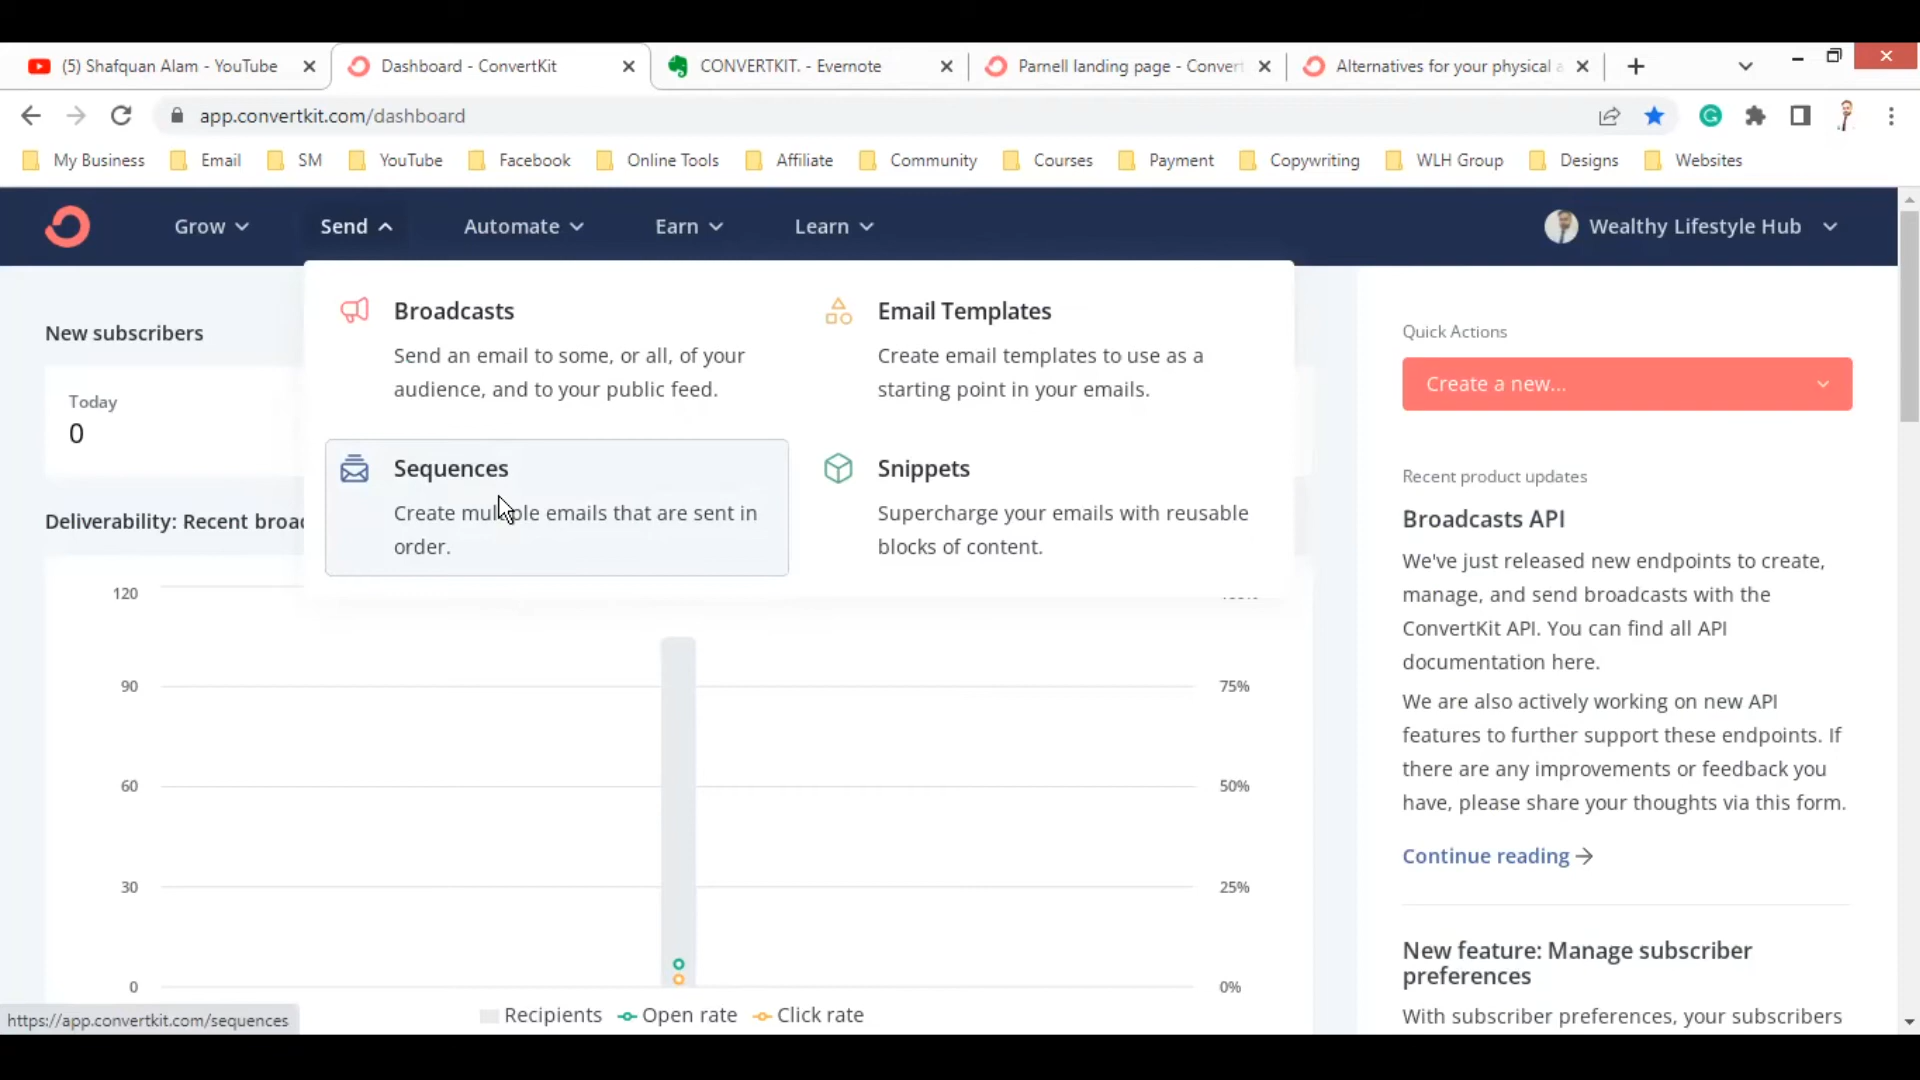 (5) Shafquan Alam - YouTube
Dashboard - ConvertKit
CONVERTKIT. - Evernote
Parnell landing page - Convert
Alternatives for your physical a
app.convertkit.com/dashboard
My Business
Email
SM
YouTube
Facebook
Online Tools
Affiliate
Community
Courses
Payment
Copywriting
WLH Group
Designs
Websites
Grow
Send
Automate
Earn
Learn
Wealthy Lifestyle Hub
New subscribers
Today
0
Deliverability: Recent broad
Broadcasts
Send an email to some, or all, of your
audience, and to your public feed.
Email Templates
Create email templates to use as a
starting point in your emails.
Sequences
Create multiple emails that are sent in
order.
Snippets
Supercharge your emails with reusable
blocks of content.
120
90
60
30
0
75%
50%
25%
0%
Recipients
Open rate
Click rate
Quick Actions
Create a new...
Recent product updates
Broadcasts API
We've just released new endpoints to create,
manage, and send broadcasts with the
ConvertKit API. You can find all API
documentation here.
We are also actively working on new API
features to further support these endpoints. If
there are any improvements or feedback you
have, please share your thoughts via this form.
Continue reading
New feature: Manage subscriber
preferences
With subscriber preferences, your subscribers
https://app.convertkit.com/sequences